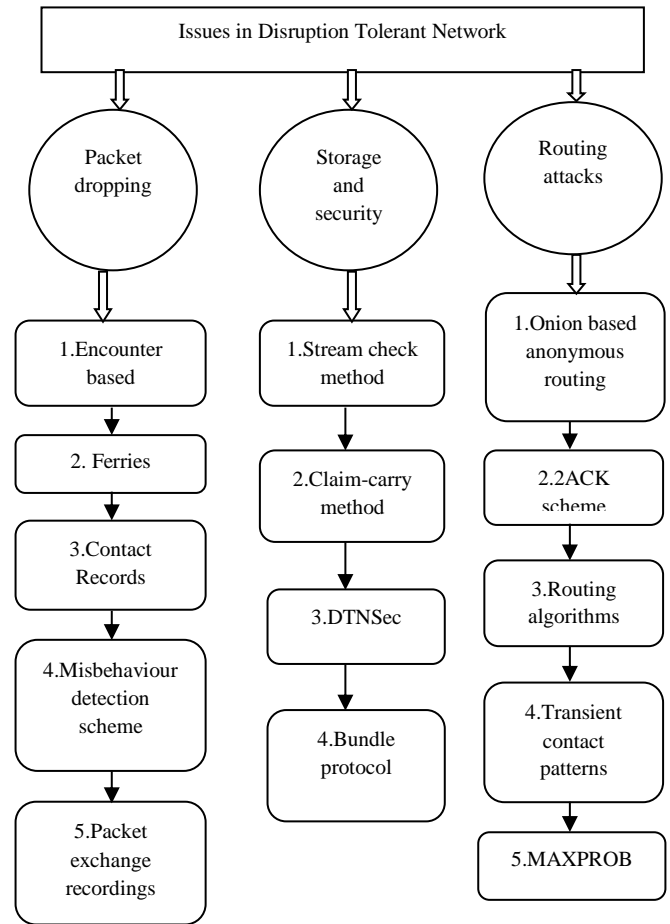 Issues in Disruption Tolerant Network
Packet
dropping
Storage
and
security
Routing
attacks
1.Encounter
based
2. Ferries
3.Contact
Records
4.Misbehaviour
detection
scheme
5.Packet
exchange
recordings
1.Stream check
method
2.Claim-carry
method
3.DTNSec
4.Bundle
protocol
1.Onion based
anonymous
routing
2.2ACK
scheme
3.Routing
algorithms
4.Transient
contact
patterns
5.MAXPROB